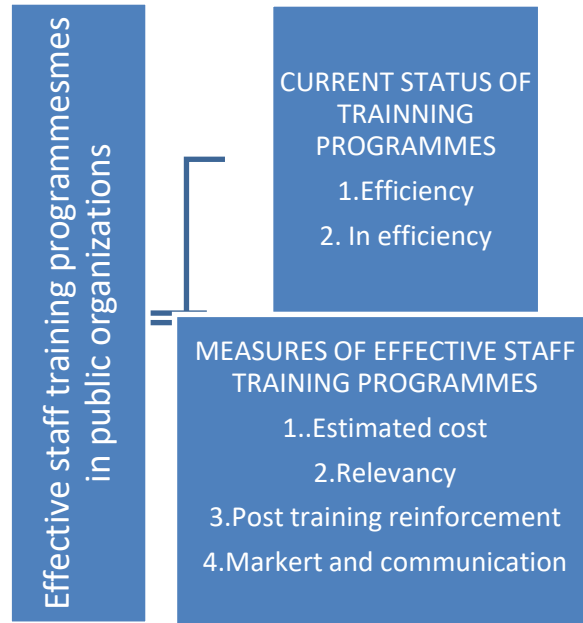 Effective staff training programmesmes
in public organizations
CURRENT STATUS OF
TRAINNING
PROGRAMMES
1.Efficiency
2. In efficiency
MEASURES OF EFFECTIVE STAFF
TRAINING PROGRAMMES
1..Estimated cost
2.Relevancy
3.Post training reinforcement
4.Markert and communication